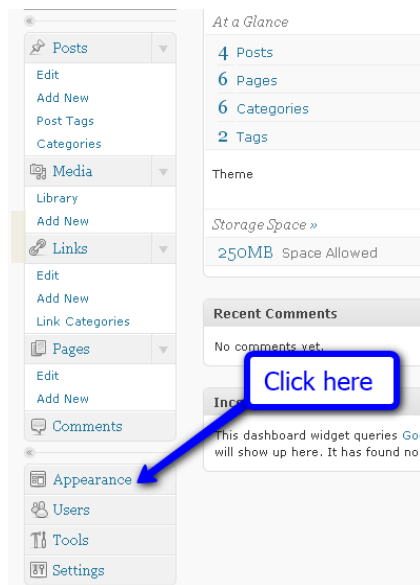 Posts
Edit
Add New
Post Tags
Categories
Media
Library
Add New
Links
Edit
Add New
Link Categories
Pages
Edit
Add New
Comments
Appearance
Users
Tools
Settings
At a Glance
4 Posts
6 Pages
6 Categories
2 Tags
Theme
Storage Space »
250MB Space Allowed
Recent Comments
No comments yet.
Click here
This dashboard widget queries
will show up here. It has found no